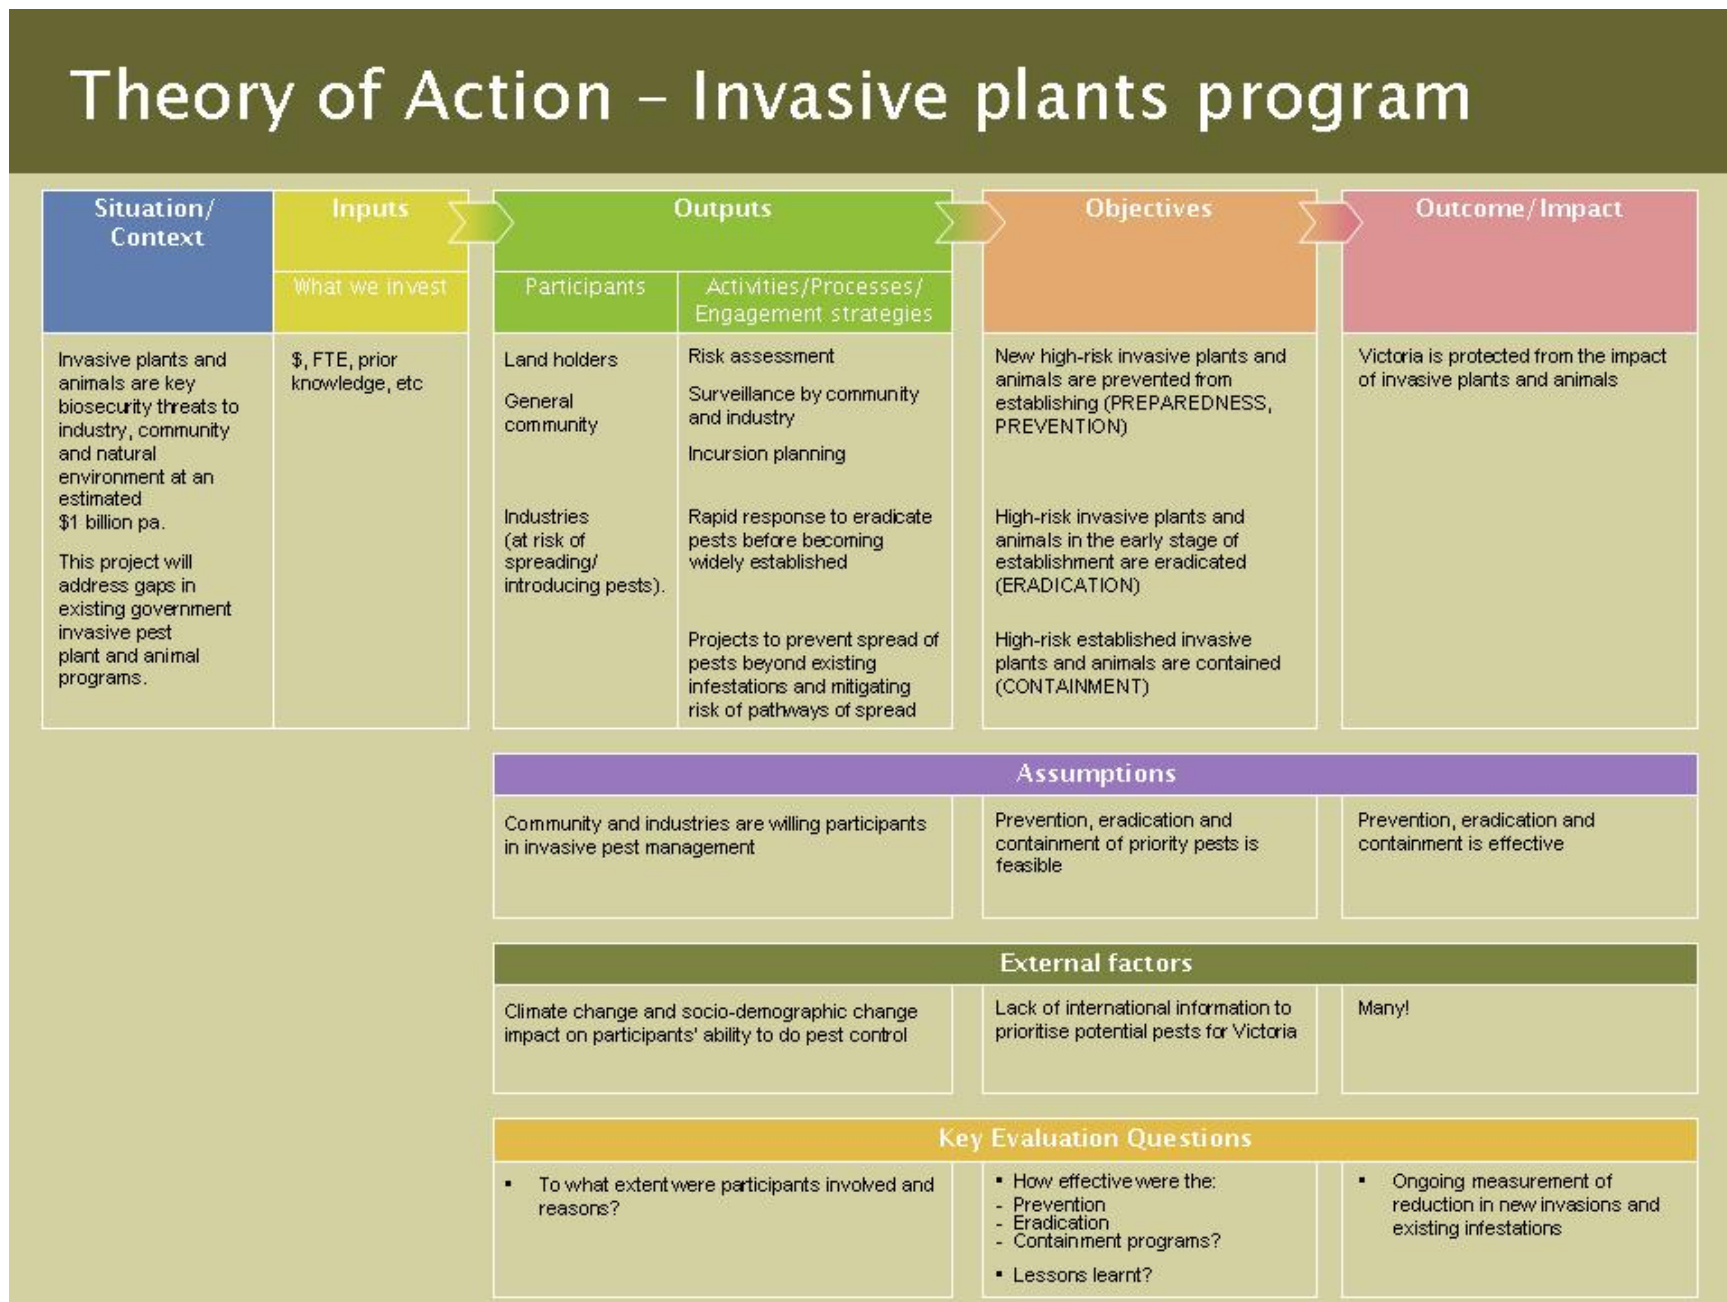 Theory of Action – Invasive plants program
Situation/
Context
Inputs
What we invest
Outputs
Participants
Activities/Processes/
Engagement strategies
Objectives
Outcome/Impact
Invasive plants and
animals are key
biosecurity threats to
industry, community
and natural
environment at an
estimated
$1 billion pa.
This project will
address gaps in
existing government
invasive pest
plant and animal
programs.
$, FTE, prior
knowledge, etc
Land holders
General
community
Industries
(at risk of
spreading/
introducing pests).
Risk assessment
Surveillance by community
and industry
Incursion planning
Rapid response to eradicate
pests before becoming
widely established
Projects to prevent spread of
pests beyond existing
infestations and mitigating
risk of pathways of spread
New high-risk invasive plants and
animals are prevented from
establishing (PREPAREDNESS,
PREVENTION)
High-risk invasive plants and
animals in the early stage of
establishment are eradicated
(ERADICATION)
High-risk established invasive
plants and animals are contained
(CONTAINMENT)
Victoria is protected from the impact
of invasive plants and animals
Assumptions
Community and industries are willing participants
in invasive pest management
Prevention, eradication and
containment of priority pests is
feasible
Prevention, eradication and
containment is effective
External factors
Climate change and socio-demographic change
impact on participants' ability to do pest control
Lack of international information to
prioritise potential pests for Victoria
Many!
Key Evaluation Questions
▪ To what extent were participants involved and
reasons?
▪ How effective were the:
- Prevention
- Eradication
- Containment programs?
▪ Lessons learnt?
▪ Ongoing measurement of
reduction in new invasions and
existing infestations